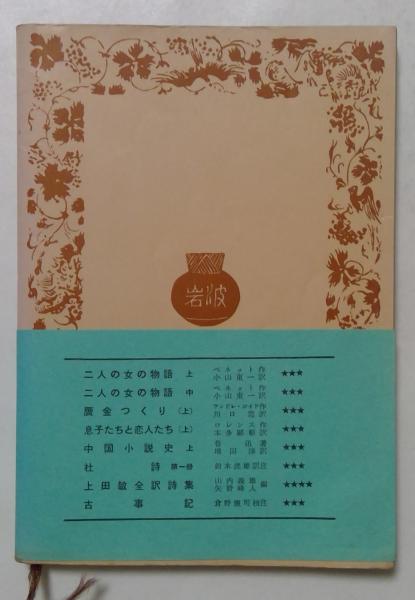 岩波
二人の女の物語 上 ベネット作 小山東一訳 ★★★
二人の女の物語 中 ベネット作 小山東一訳 ★★★
贋金つくり (上) アンドレ・ジイド作 川口篤訳 ★★★
息子たちと恋人たち (上) ロレンス作 本多顕彰訳 ★★★
中国小説史 上 魯迅著 増田渉訳 ★★★
杜詩 第一冊 鈴木虎雄訳註 ★★★
上田敏全訳詩集 山内義雄 矢野峰人 編 ★★★★
古事記 倉野憲司校注 ★★★